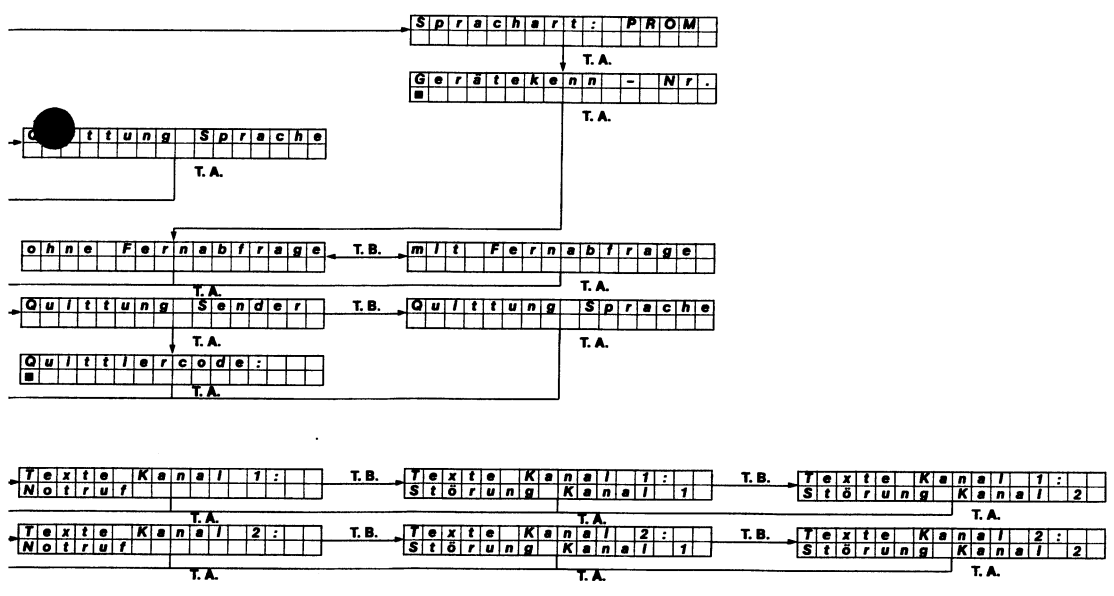 Sprachart: PROM
T. A.
Gerätekenn - Nr.
T. A.
ttung Sprache
T. A.
ohne Fernabfrage T. B. mit Fernabfrage
T. A. T. A.
Quittung Sender T. B. Quittung Sprache
T. A. T. A.
Quittiercode:
T. A.
Texte Kanal 1: T. B. Texte Kanal 1: T. B. Texte Kanal 1:
Notruf Störung Kanal 1 Störung Kanal 2
T. A. T. A. T. A.
Texte Kanal 2: T. B. Texte Kanal 2: T. B. Texte Kanal 2:
Notruf Störung Kanal 1 Störung Kanal 2
T. A. T. A. T. A.